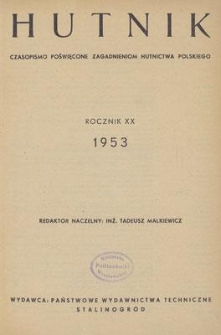 HUTNIK
CZASOPISMO POŚWIĘCONE ZAGADNIENIOM HUTNICTWA POLSKIEGO
ROCZNIK XX
1953
REDAKTOR NACZELNY: INŻ. TADEUSZ MALKIEWICZ
WYDAWCA: PAŃSTWOWE WYDAWNICTWA TECHNICZNE
STALINOGRÓD